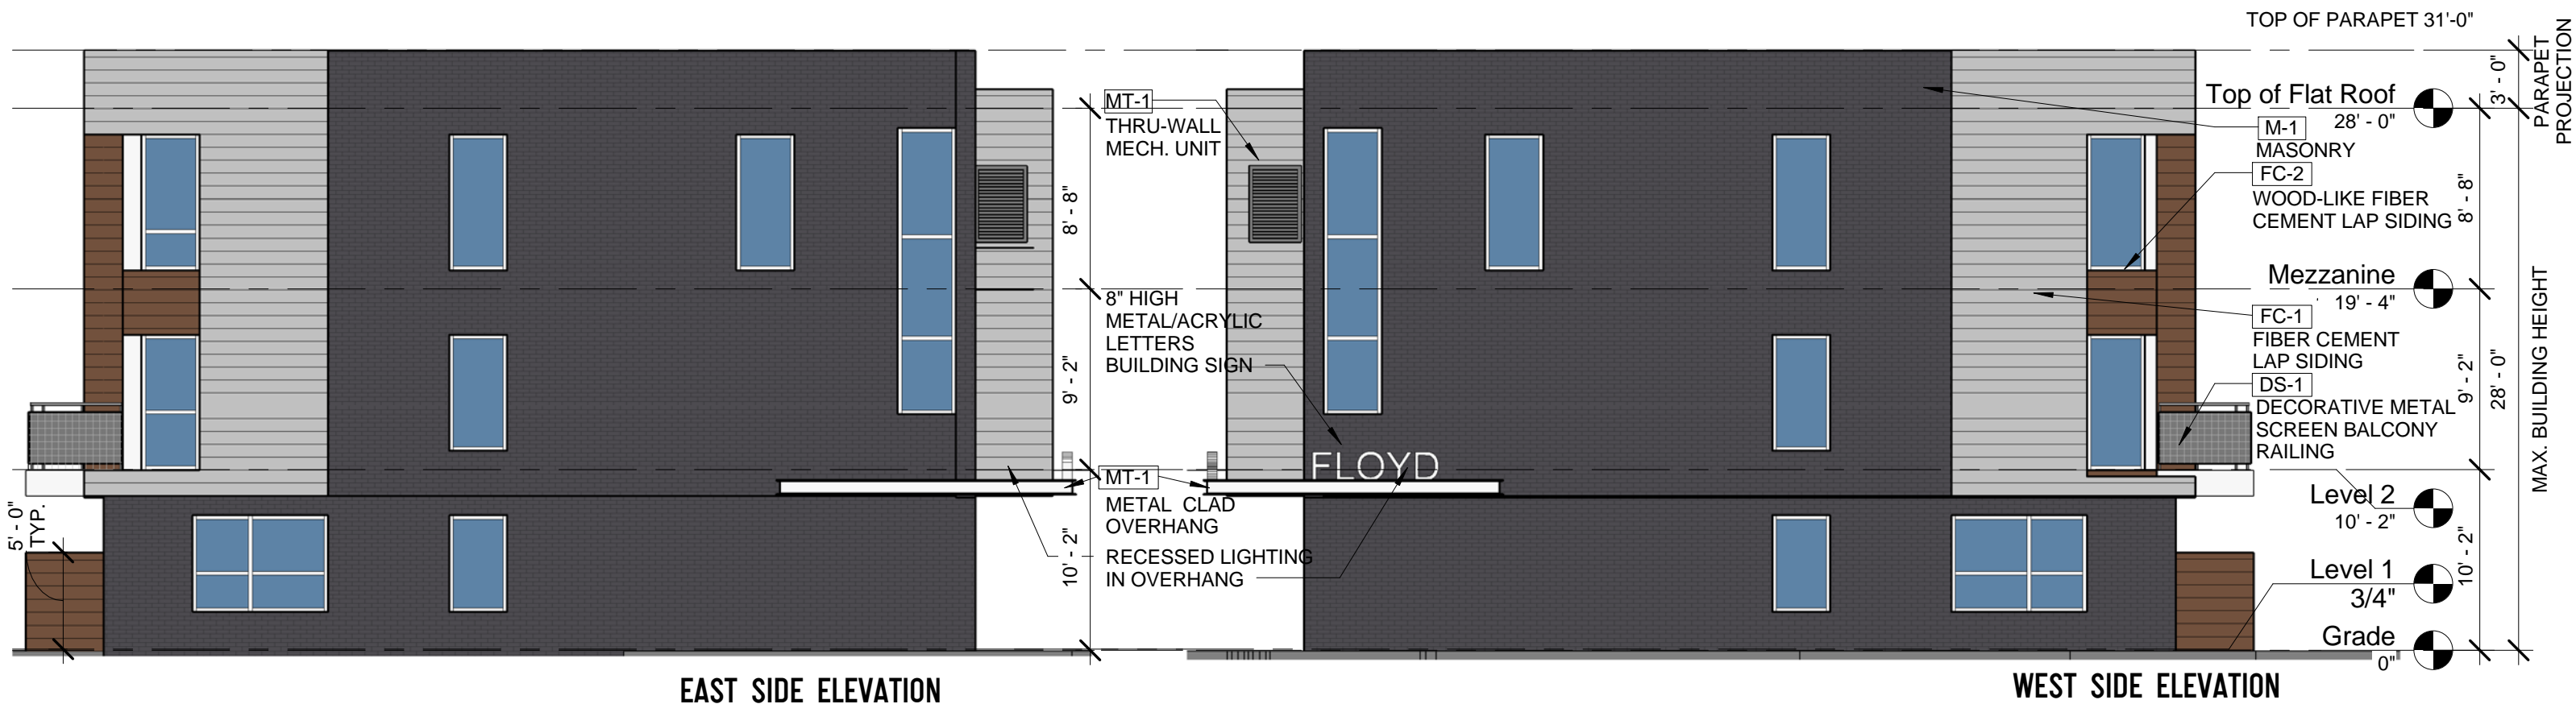 TOP OF PARAPET 31'-0"
3' - 0"
PARAPET
PROJECTION
Top of Flat Roof
28' - 0"
MT-1
THRU-WALL
MECH. UNIT
M-1
MASONRY
FC-2
WOOD-LIKE FIBER
CEMENT LAP SIDING
8' - 8"
8' - 8"
Mezzanine
19' - 4"
8" HIGH
METAL/ACRYLIC
LETTERS
BUILDING SIGN
FC-1
FIBER CEMENT
LAP SIDING
DS-1
DECORATIVE METAL
SCREEN BALCONY
RAILING
9' - 2"
9' - 2"
28' - 0"
MAX. BUILDING HEIGHT
FLOYD
MT-1
METAL CLAD
OVERHANG
RECESSED LIGHTING
IN OVERHANG
Level 2
10' - 2"
5' - 0"
TYP.
10' - 2"
10' - 2"
Level 1
3/4"
Grade
0"
EAST SIDE ELEVATION
WEST SIDE ELEVATION